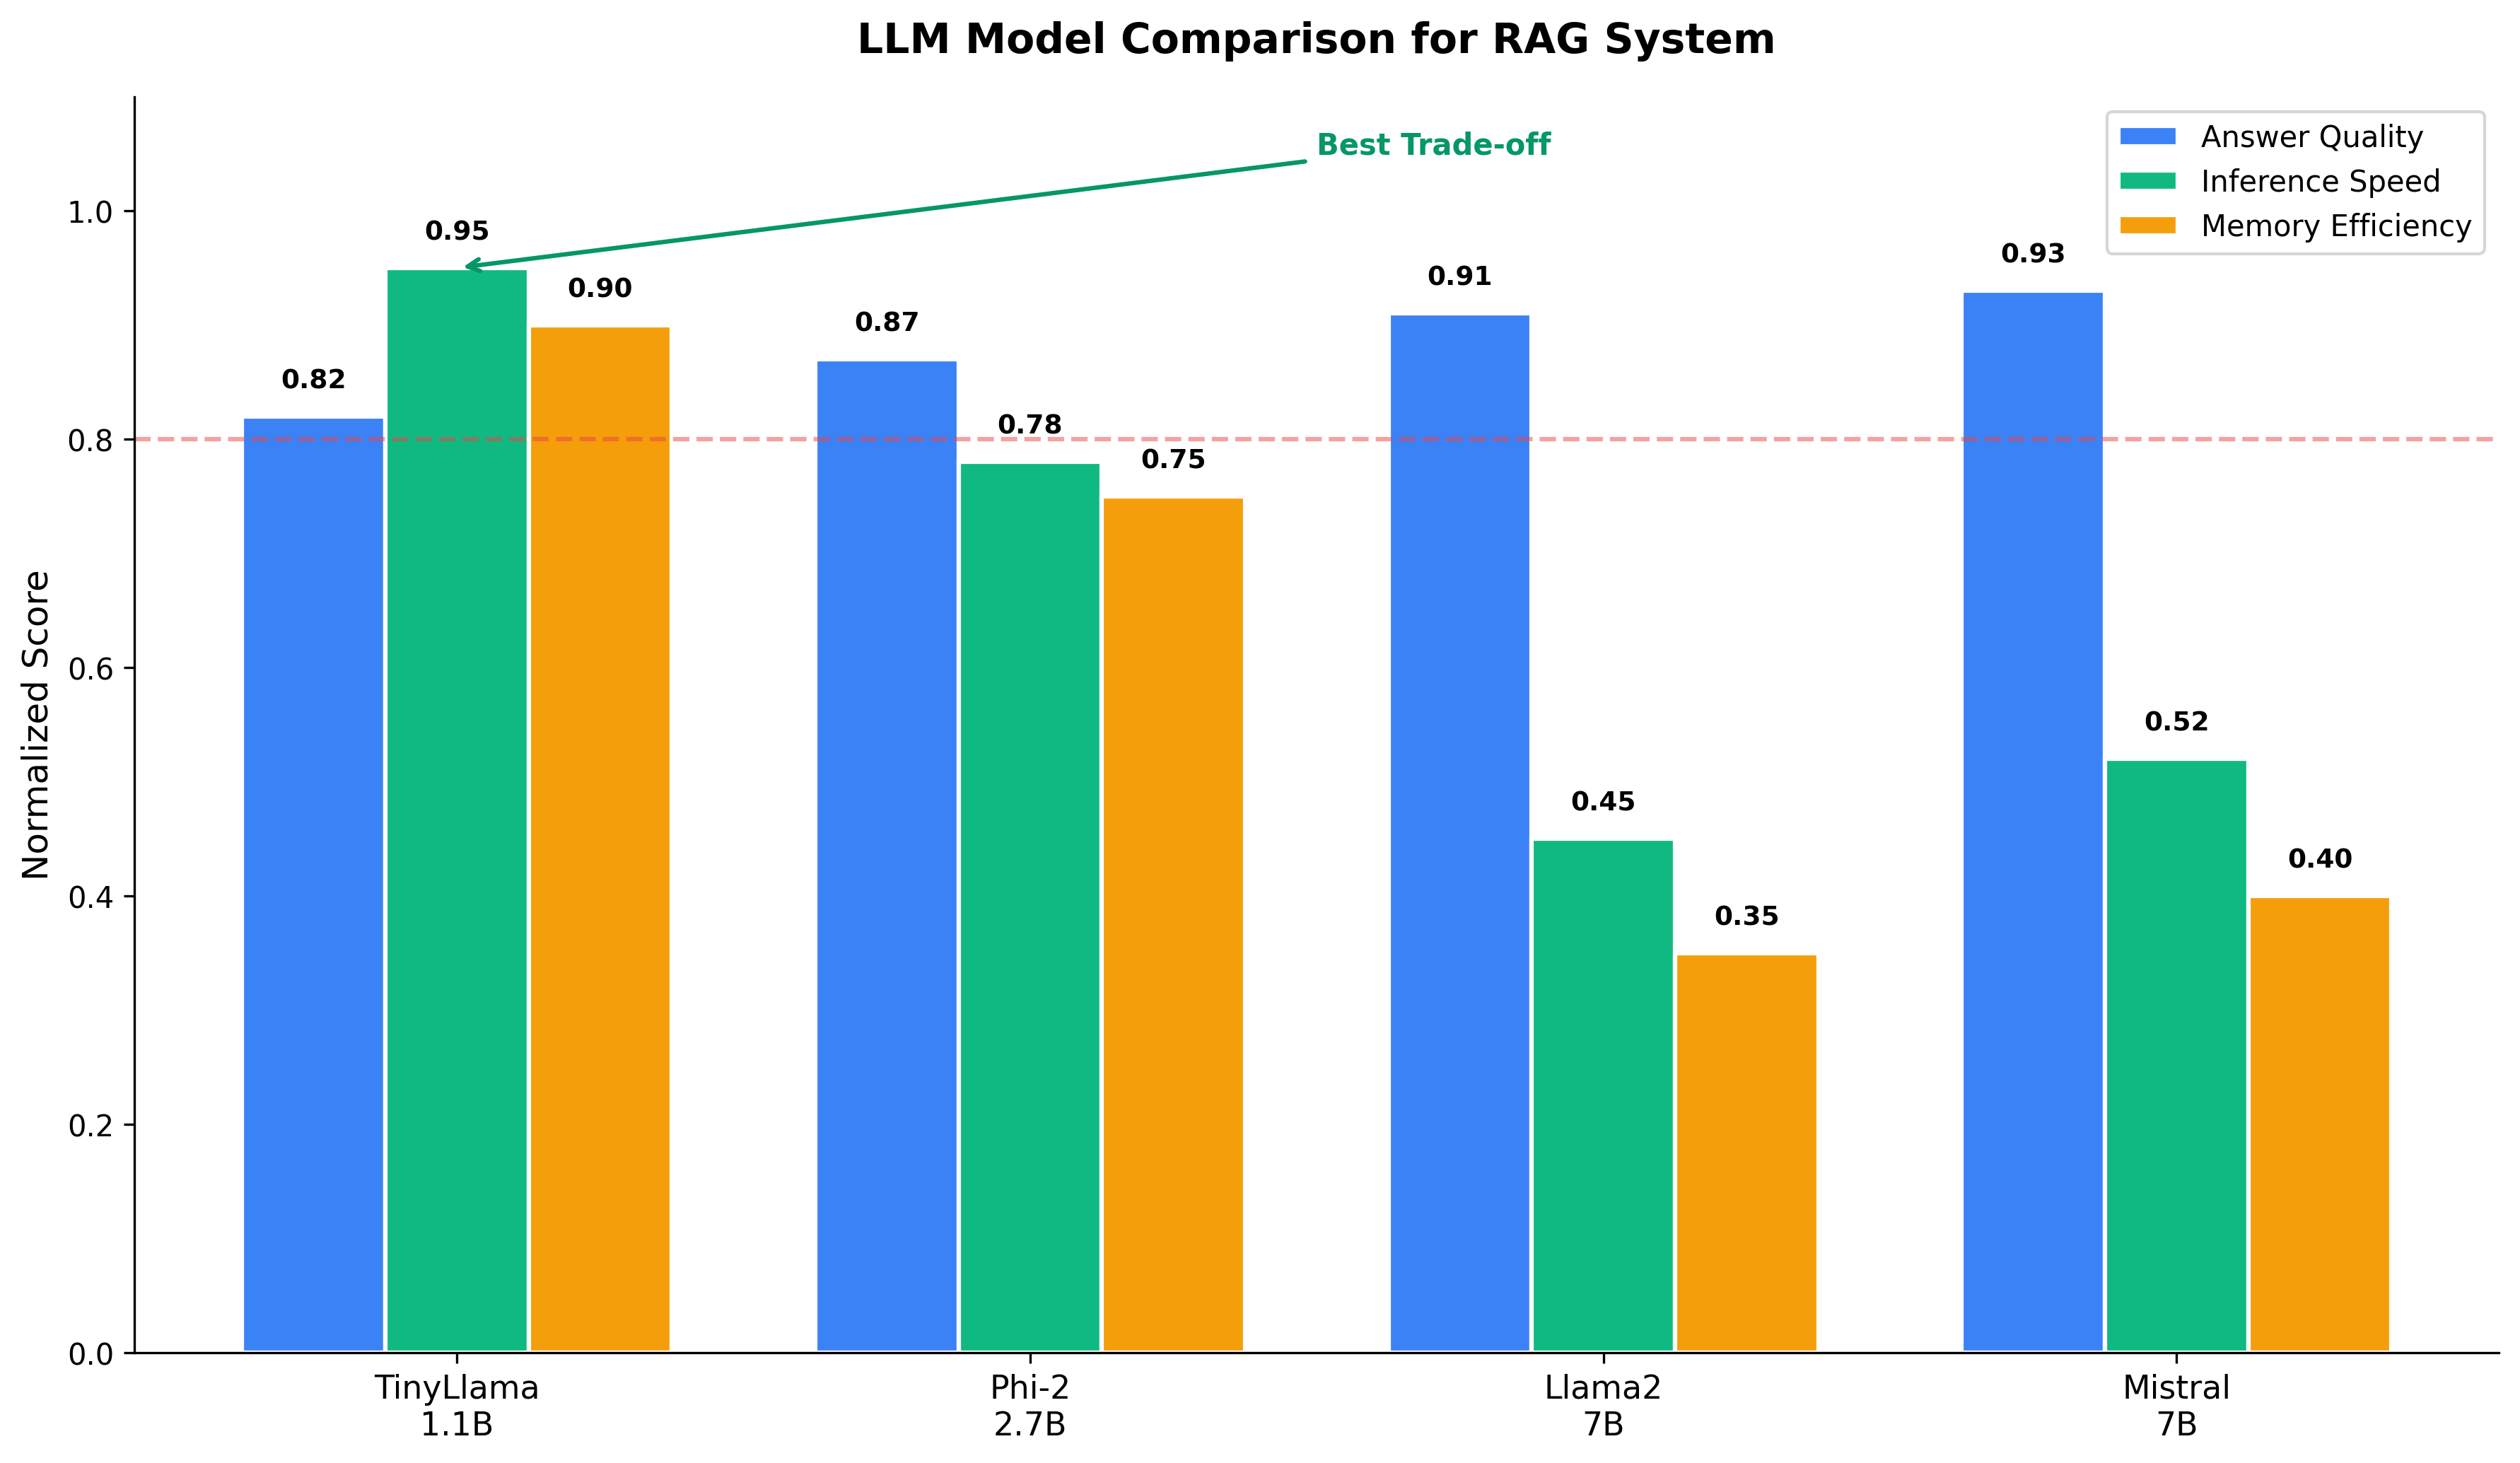 LLM Model Comparison for RAG System
Best Trade-off
Answer Quality
Inference Speed
Memory Efficiency
Normalized Score
1.0
0.8
0.6
0.4
0.2
0.0
0.82
0.95
0.90
0.87
0.78
0.75
0.91
0.45
0.35
0.93
0.52
0.40
TinyLlama
1.1B
Phi-2
2.7B
Llama2
7B
Mistral
7B